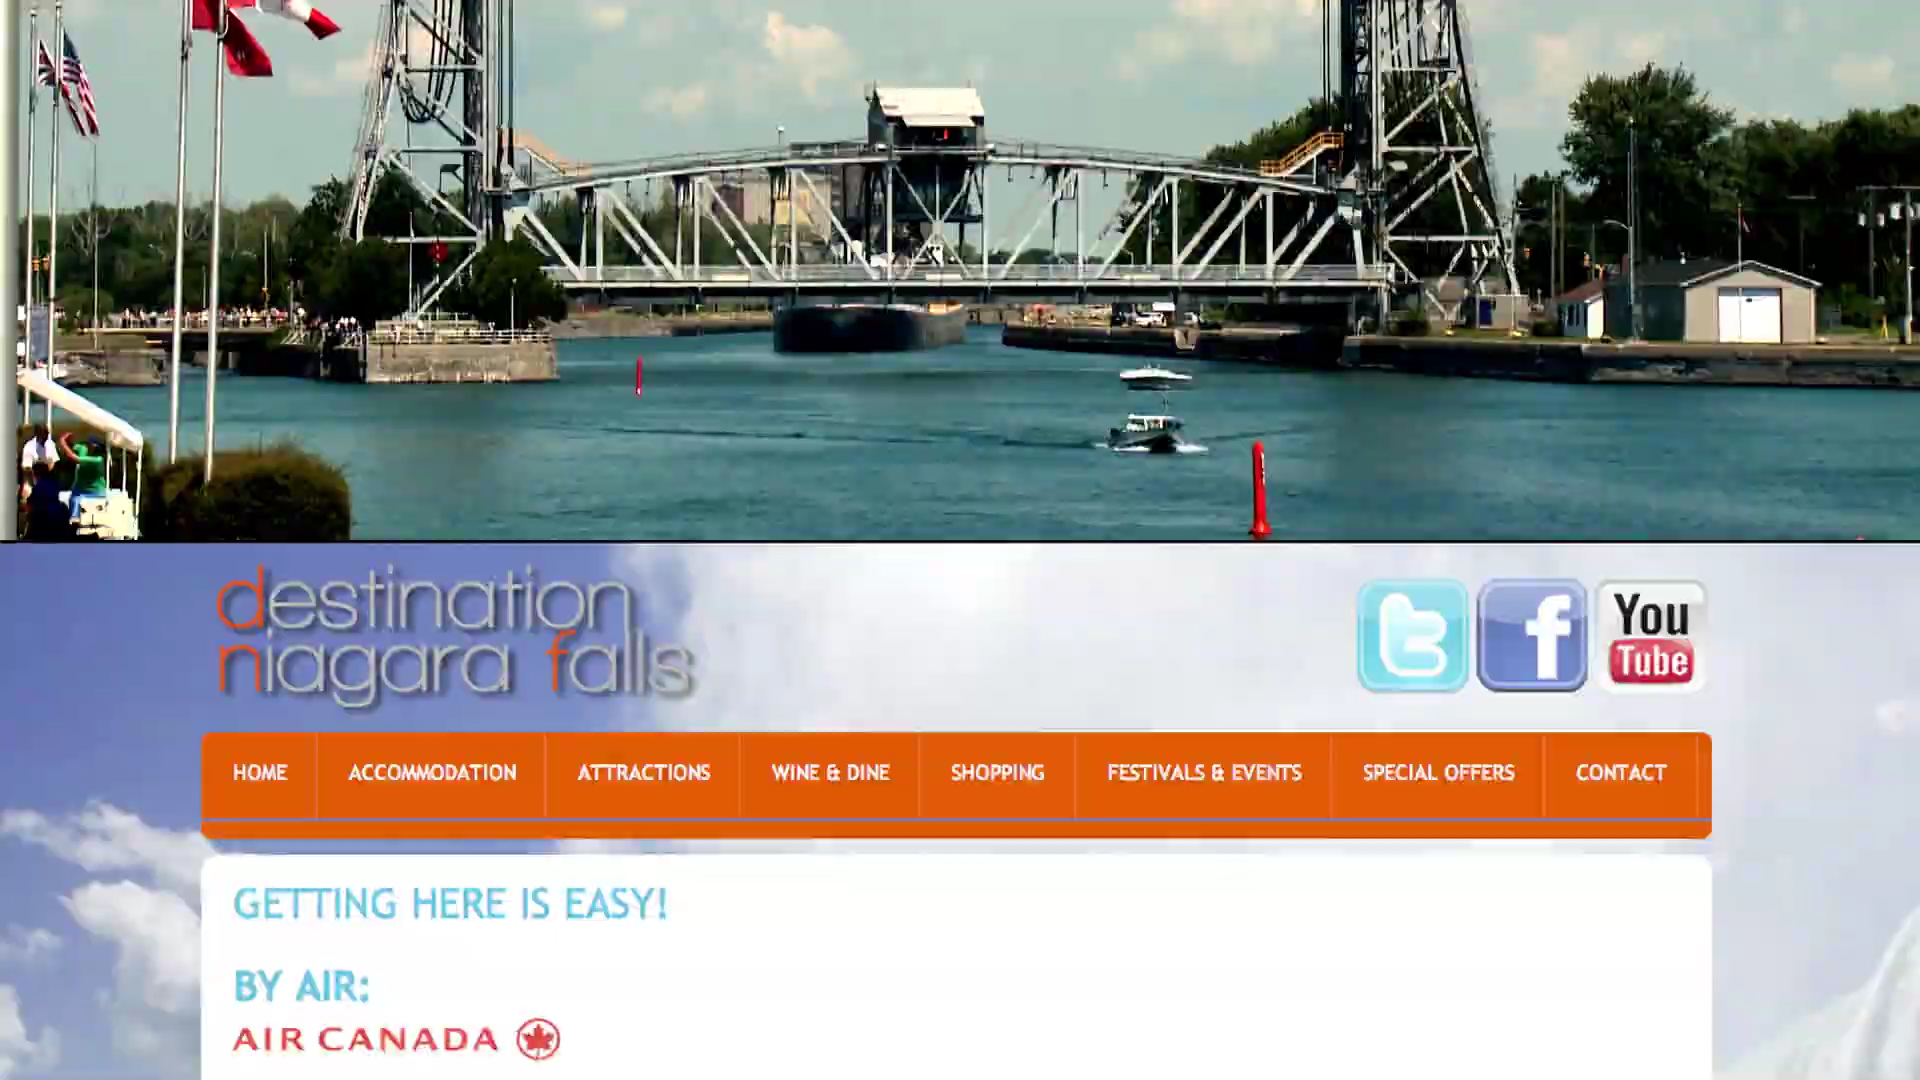 destination
niagara falls
You
Tube
HOME ACCOMMODATION ATTRACTIONS WINE & DINE SHOPPING FESTIVALS & EVENTS SPECIAL OFFERS CONTACT
GETTING HERE IS EASY!
BY AIR:
AIR CANADA